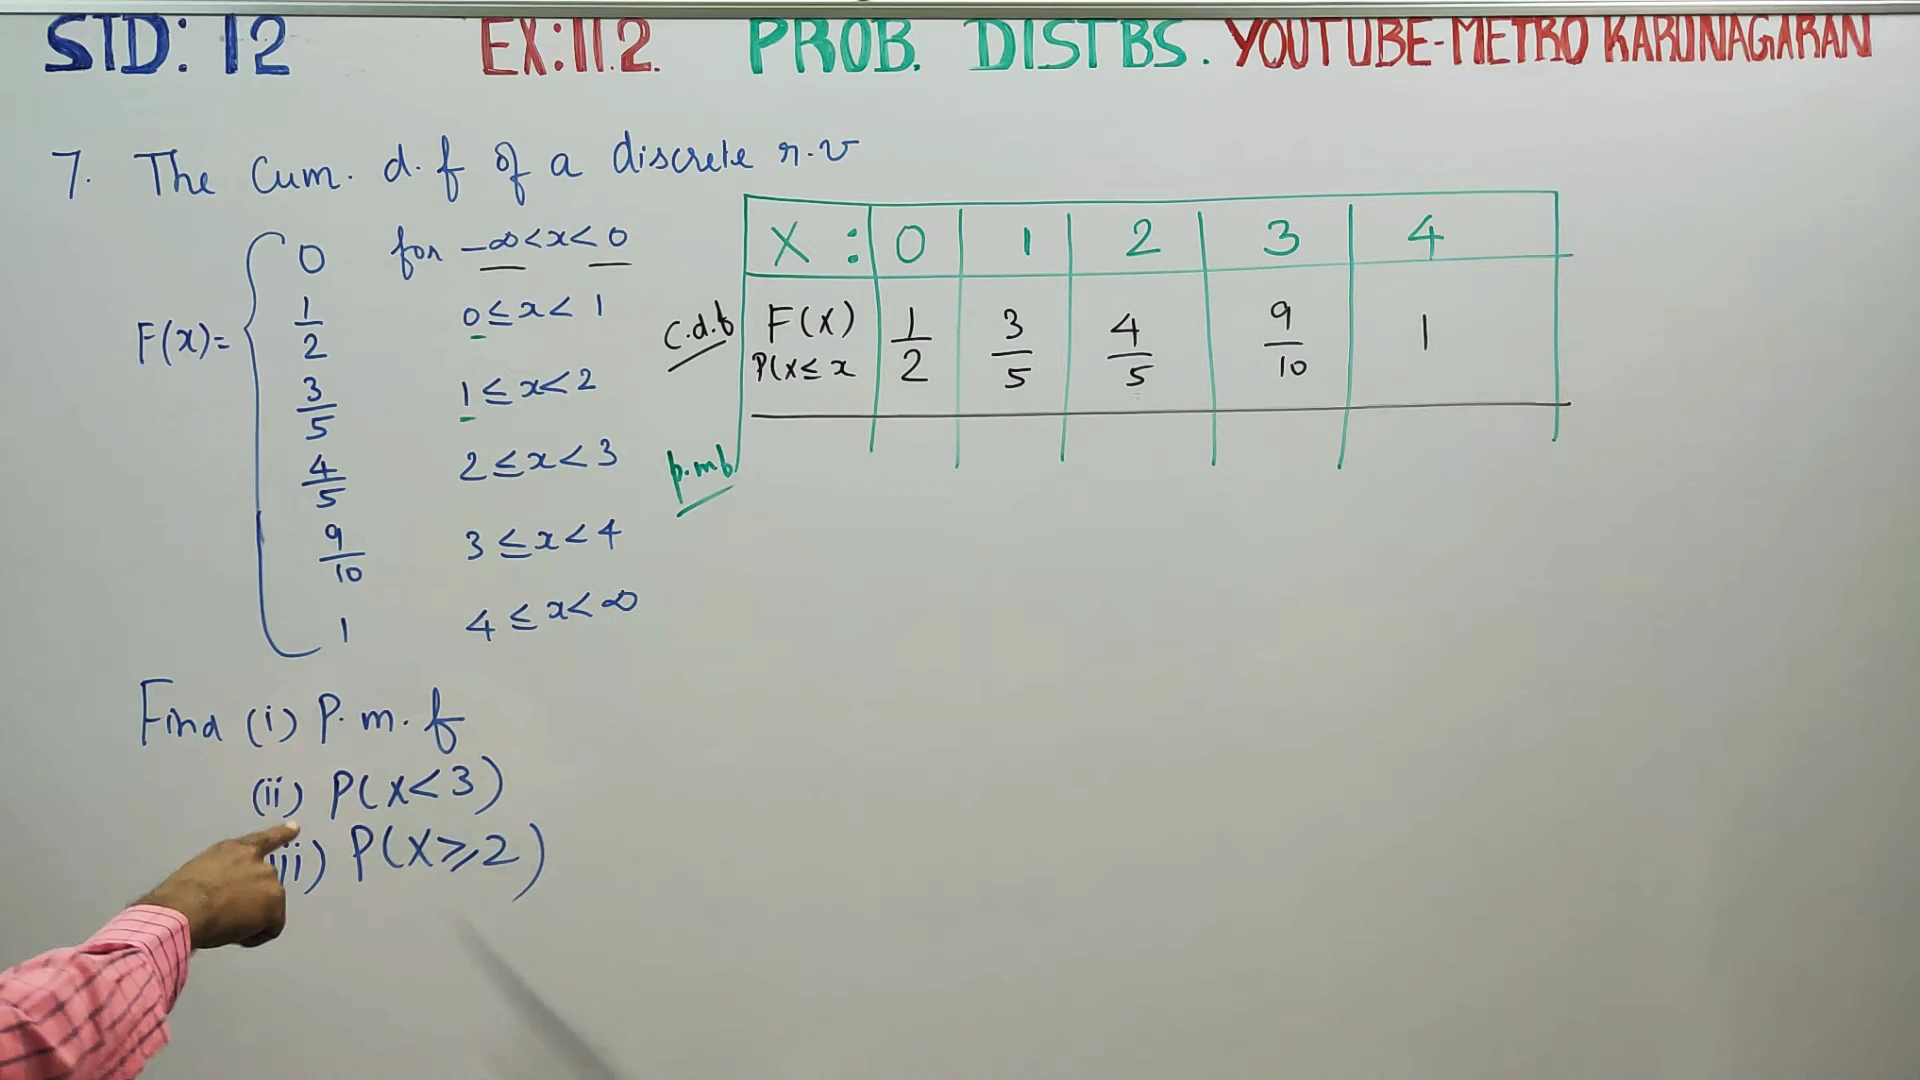 STD: 12 EX:11.2. PROB. DISTBS. YOUTUBE-METRO KARUNAGARAN
7. The Cum. d.f of a discrete r.v
F(x)=
0 for -∞<x<0
1/2 0≤x<1
3/5 1≤x<2
4/5 2≤x<3
9/10 3≤x<4
1 4≤x<∞
Find (i) P.m.f
(ii) P(X<3)
iii) P(X≥2)
X : 0 1 2 3 4
c.d.f F(X) 1/2 3/5 4/5 9/10 1
P(X≤x
p.m.f